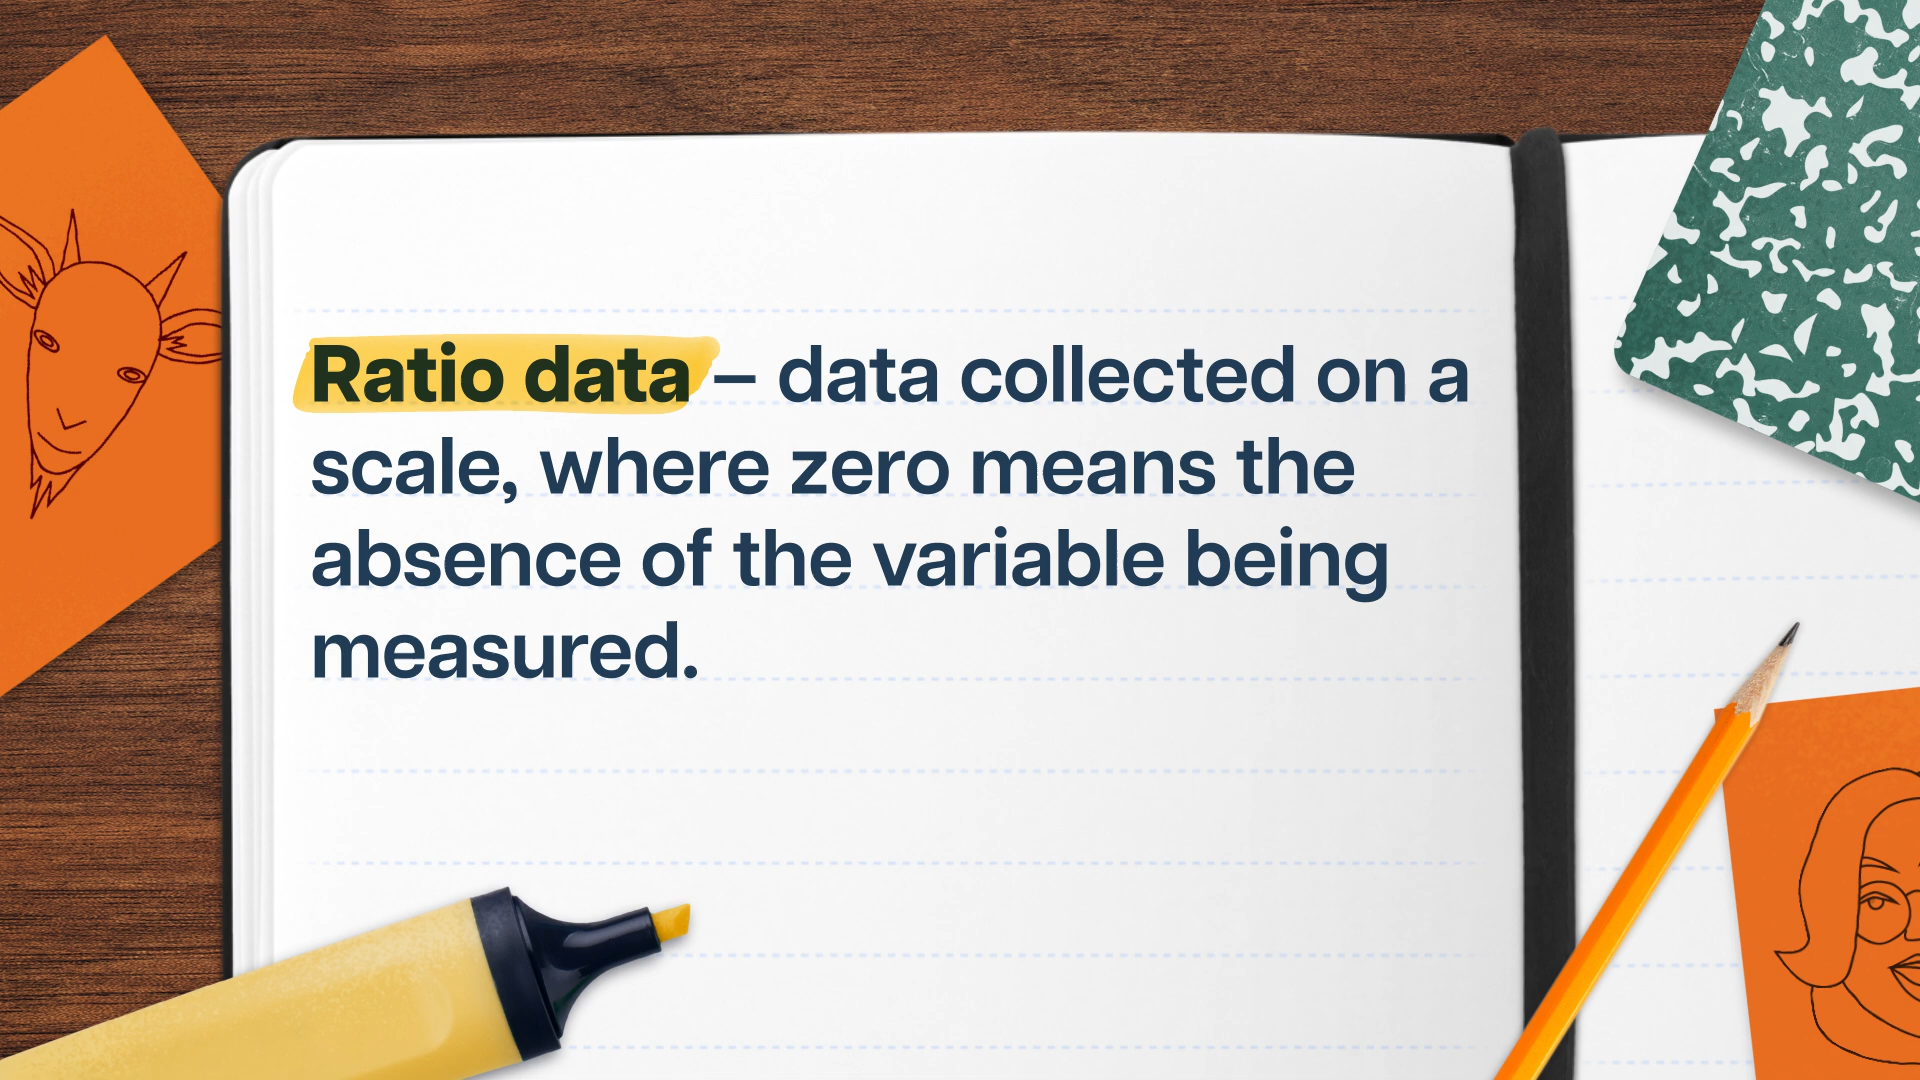 Ratio data – data collected on a
scale, where zero means the
absence of the variable being
measured.